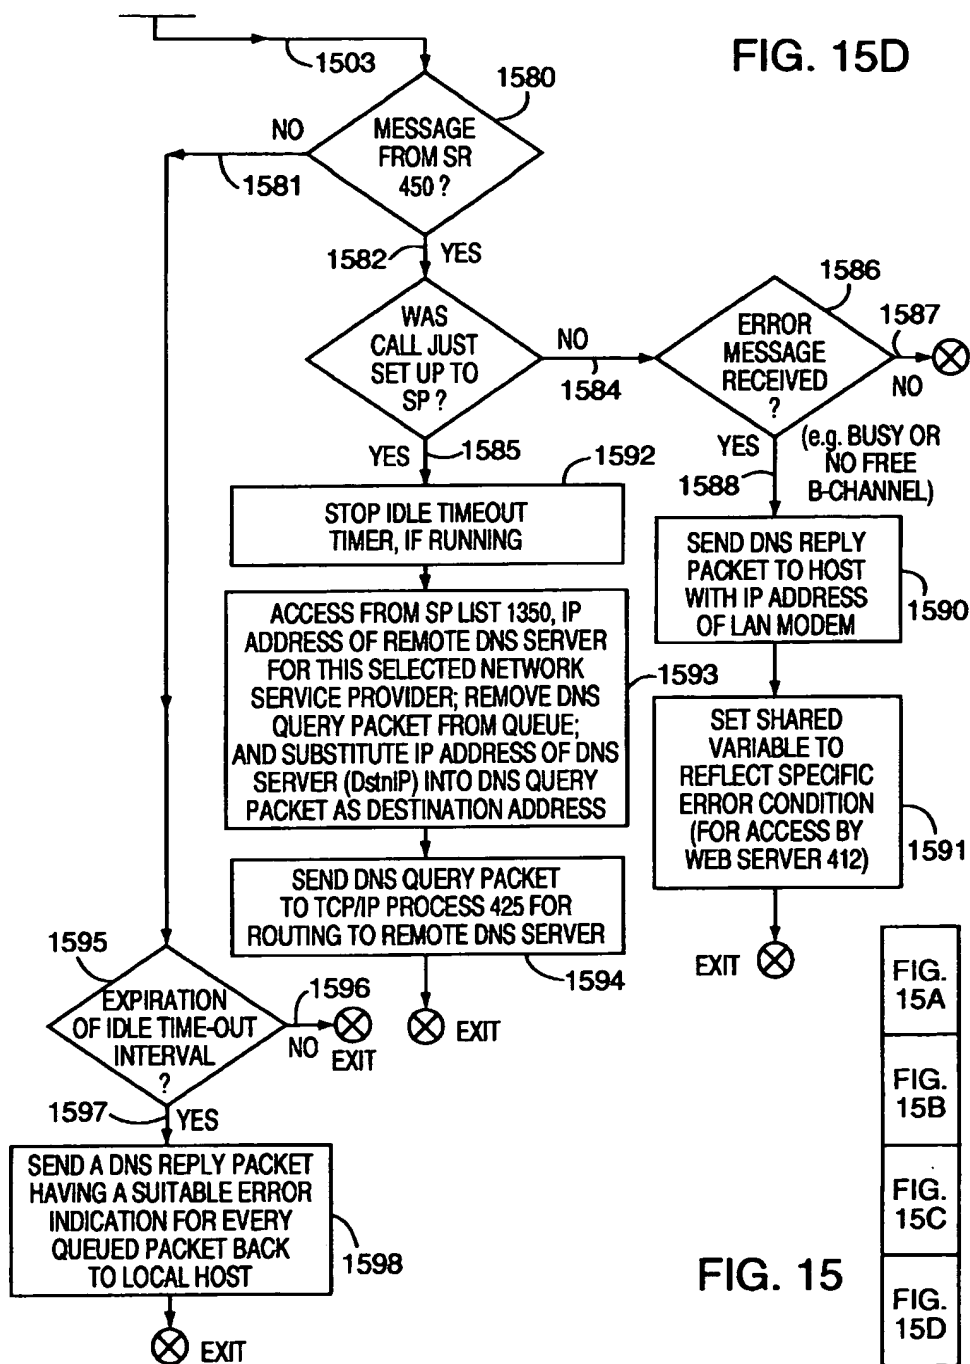 FIG. 15D
1503
1580
MESSAGE
FROM SR
450 ?
NO
1581
1582
YES
WAS
CALL JUST
SET UP TO
SP ?
NO
1584
1586
ERROR
MESSAGE
RECEIVED
?
1587
NO
YES
1585
YES
1588
(e.g. BUSY OR
NO FREE
B-CHANNEL)
1592
STOP IDLE TIMEOUT
TIMER, IF RUNNING
SEND DNS REPLY
PACKET TO HOST
WITH IP ADDRESS
OF LAN MODEM
1590
ACCESS FROM SP LIST 1350, IP
ADDRESS OF REMOTE DNS SERVER
FOR THIS SELECTED NETWORK
SERVICE PROVIDER; REMOVE DNS
QUERY PACKET FROM QUEUE;
AND SUBSTITUTE IP ADDRESS OF DNS
SERVER (DstnIP) INTO DNS QUERY
PACKET AS DESTINATION ADDRESS
1593
SET SHARED
VARIABLE TO
REFLECT SPECIFIC
ERROR CONDITION
(FOR ACCESS BY
WEB SERVER 412)
1591
EXIT
SEND DNS QUERY PACKET
TO TCP/IP PROCESS 425 FOR
ROUTING TO REMOTE DNS SERVER
1594
EXIT
1595
EXPIRATION
OF IDLE TIME-OUT
INTERVAL
?
1596
NO
EXIT
1597
YES
SEND A DNS REPLY PACKET
HAVING A SUITABLE ERROR
INDICATION FOR EVERY
QUEUED PACKET BACK
TO LOCAL HOST
1598
EXIT
FIG. 15
FIG.
15A
FIG.
15B
FIG.
15C
FIG.
15D